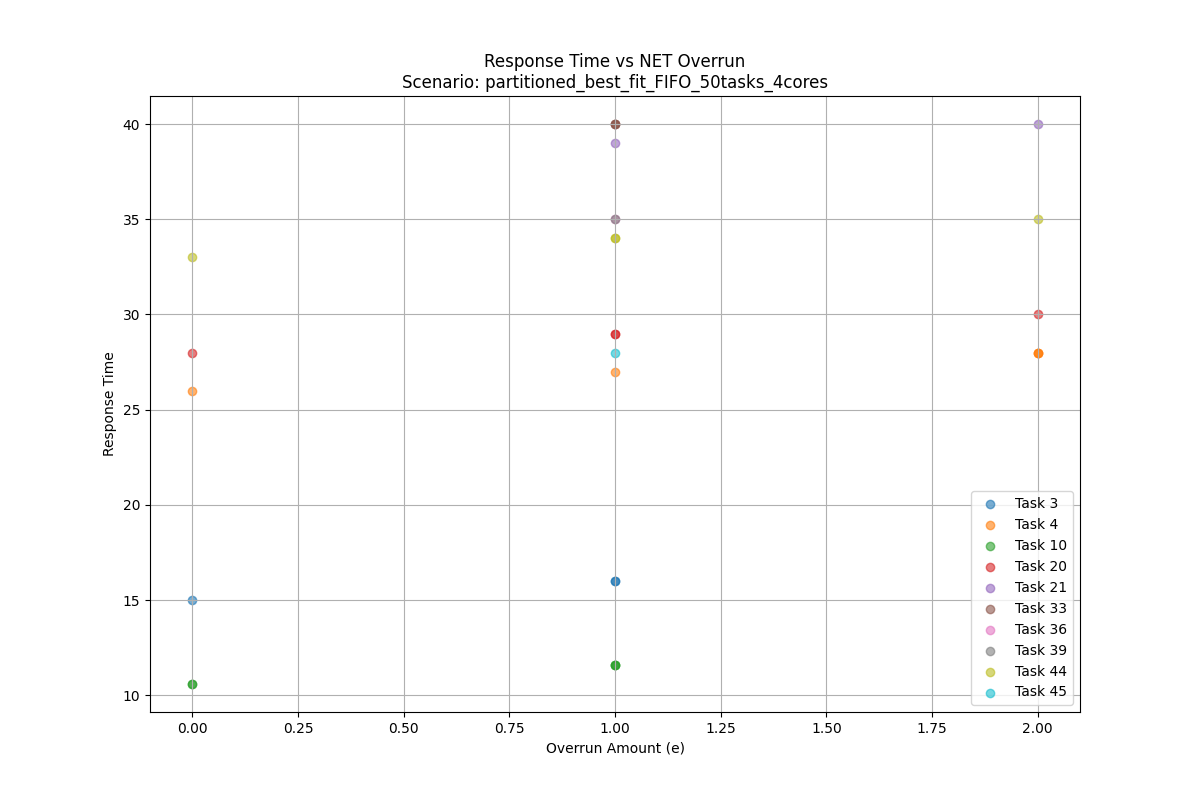 Response Time vs NET Overrun
Scenario: partitioned_best_fit_FIFO_50tasks_4cores
40
35
30
25
20
15
10
Response Time
0.00 0.25 0.50 0.75 1.00 1.25 1.50 1.75 2.00
Overrun Amount (e)
Task 3
Task 4
Task 10
Task 20
Task 21
Task 33
Task 36
Task 39
Task 44
Task 45